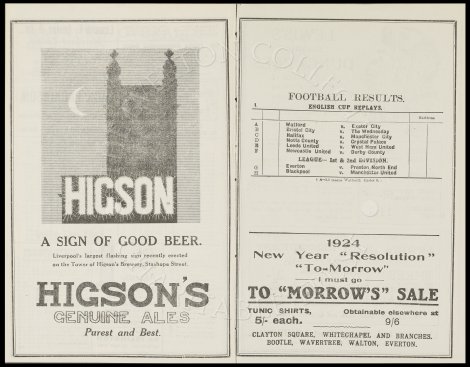 HIGSON
A SIGN OF GOOD BEER.
Liverpool's largest flashing sign recently erected
on the Tower of Higson's Brewery, Stanhope Street.
HIGSON'S
GENUINE ALES
Purest and Best.
FOOTBALL RESULTS.
ENGLISH CUP REPLAYS.
A Watford v. Exeter City
B Bristol City v. The Wednesday
C Halifax v. Manchester City
D Notts County v. Crystal Palace
E Leeds United v. West Ham United
F Newcastle United v. Derby County
LEAGUE—1st & 2nd DIVISION.
G Everton v. Preston North End
H Blackpool v. Manchester United
1924
New Year "Resolution"
"To-Morrow"
I must go
TO "MORROW'S" SALE
TUNIC SHIRTS, Obtainable elsewhere at
5/- each. 9/6
CLAYTON SQUARE, WHITECHAPEL AND BRANCHES,
BOOTLE, WAVERTREE, WALTON, EVERTON.